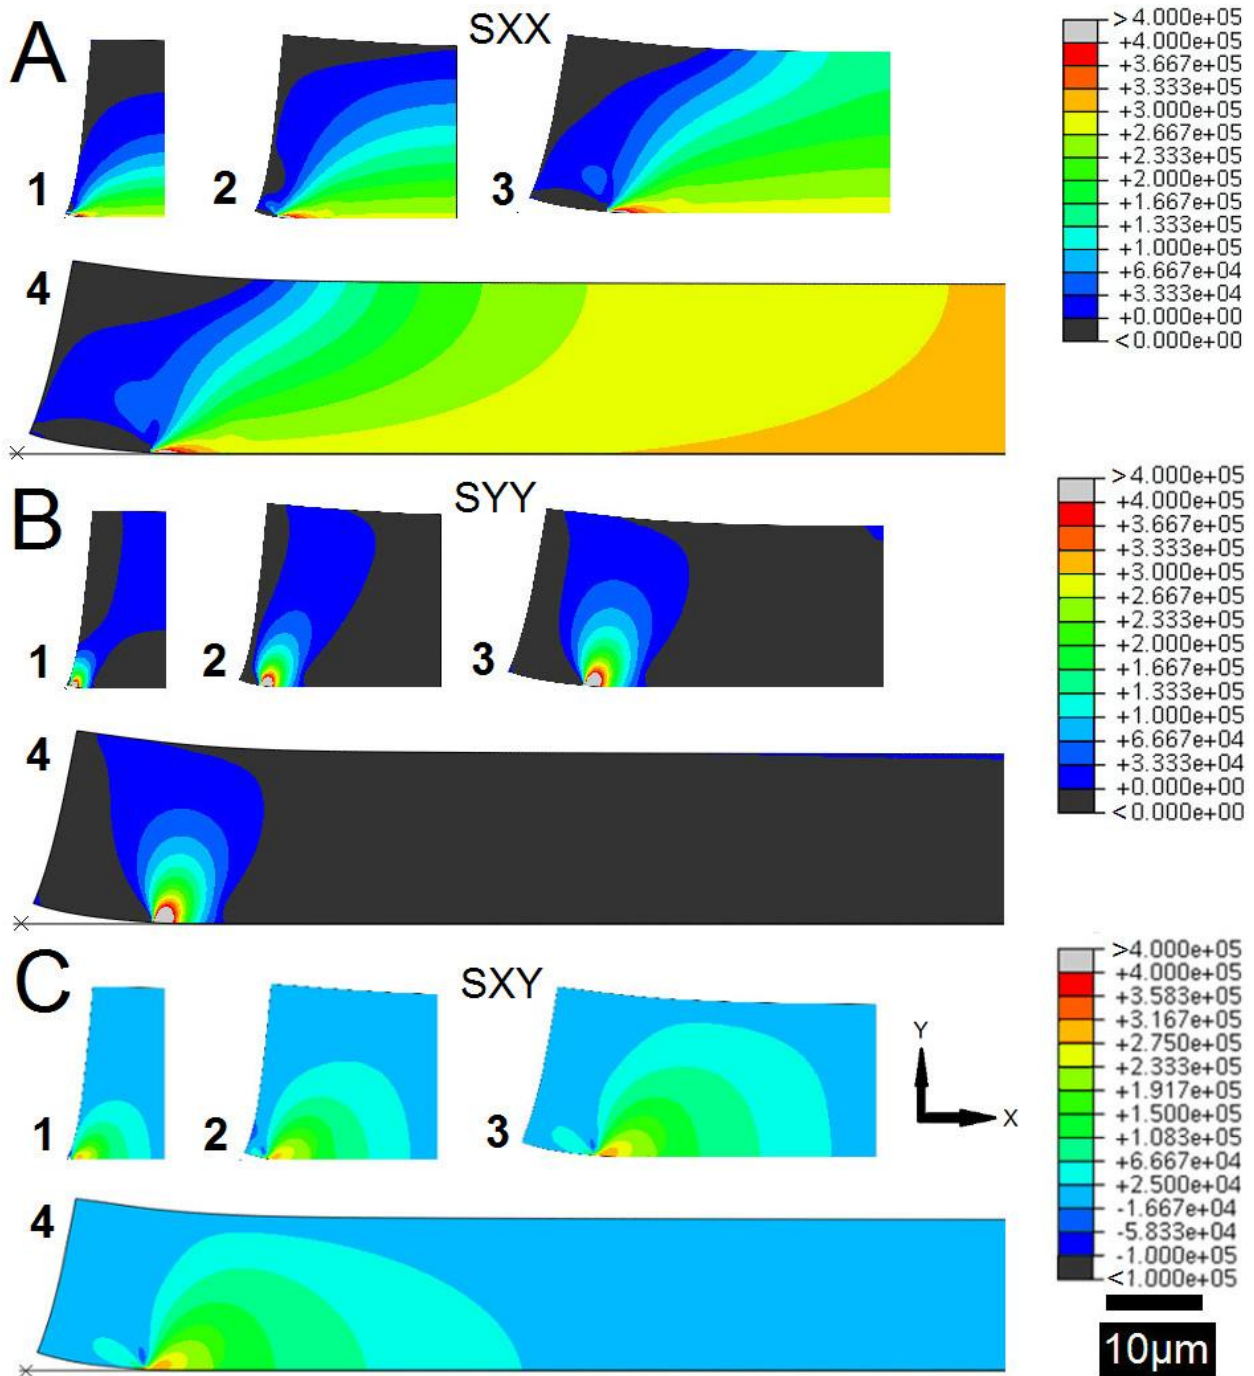 A
SXX
1
2
3
4
> 4.000e+05
+4.000e+05
+3.667e+05
+3.333e+05
+3.000e+05
+2.667e+05
+2.333e+05
+2.000e+05
+1.333e+05
+1.000e+05
+6.667e+04
+3.333e+04
+0.000e+00
<0.000e+00
B
SYY
1
2
3
4
> 4.000e+05
+4.000e+05
+3.667e+05
+3.333e+05
+3.000e+05
+2.667e+05
+2.333e+05
+2.000e+05
+1.667e+05
+1.333e+05
+1.000e+05
+6.667e+04
+3.333e+04
+0.000e+00
<0.000e+00
C
SXY
1
2
3
4
Y
X
>4.000e+05
+4.000e+05
+3.583e+05
+3.167e+05
+2.750e+05
+2.333e+05
+1.917e+05
+1.500e+05
+1.083e+05
+6.667e+04
+2.500e+04
-1.667e+04
-5.833e+04
-1.000e+05
<1.000e+05
10µm